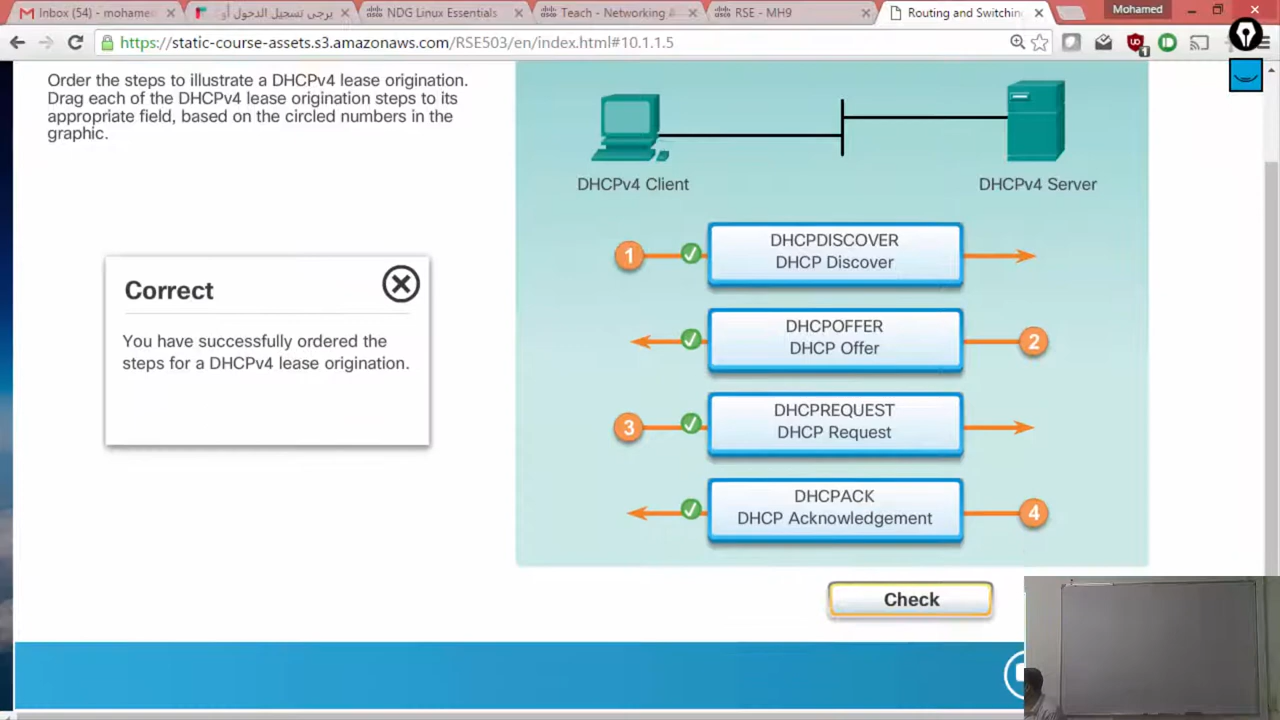 Inbox (54) - mohame
يرجى تسجيل الدخول أو
NDG Linux Essentials
Teach - Networking A
RSE - MH9
Routing and Switchin
Mohamed
https://static-course-assets.s3.amazonaws.com/RSE503/en/index.html#10.1.1.5
Order the steps to illustrate a DHCPv4 lease origination.
Drag each of the DHCPv4 lease origination steps to its
appropriate field, based on the circled numbers in the
graphic.
DHCPv4 Client
DHCPv4 Server
1
DHCPDISCOVER
DHCP Discover
Correct
You have successfully ordered the
steps for a DHCPv4 lease origination.
DHCPOFFER
DHCP Offer
2
3
DHCPREQUEST
DHCP Request
DHCPACK
DHCP Acknowledgement
4
Check